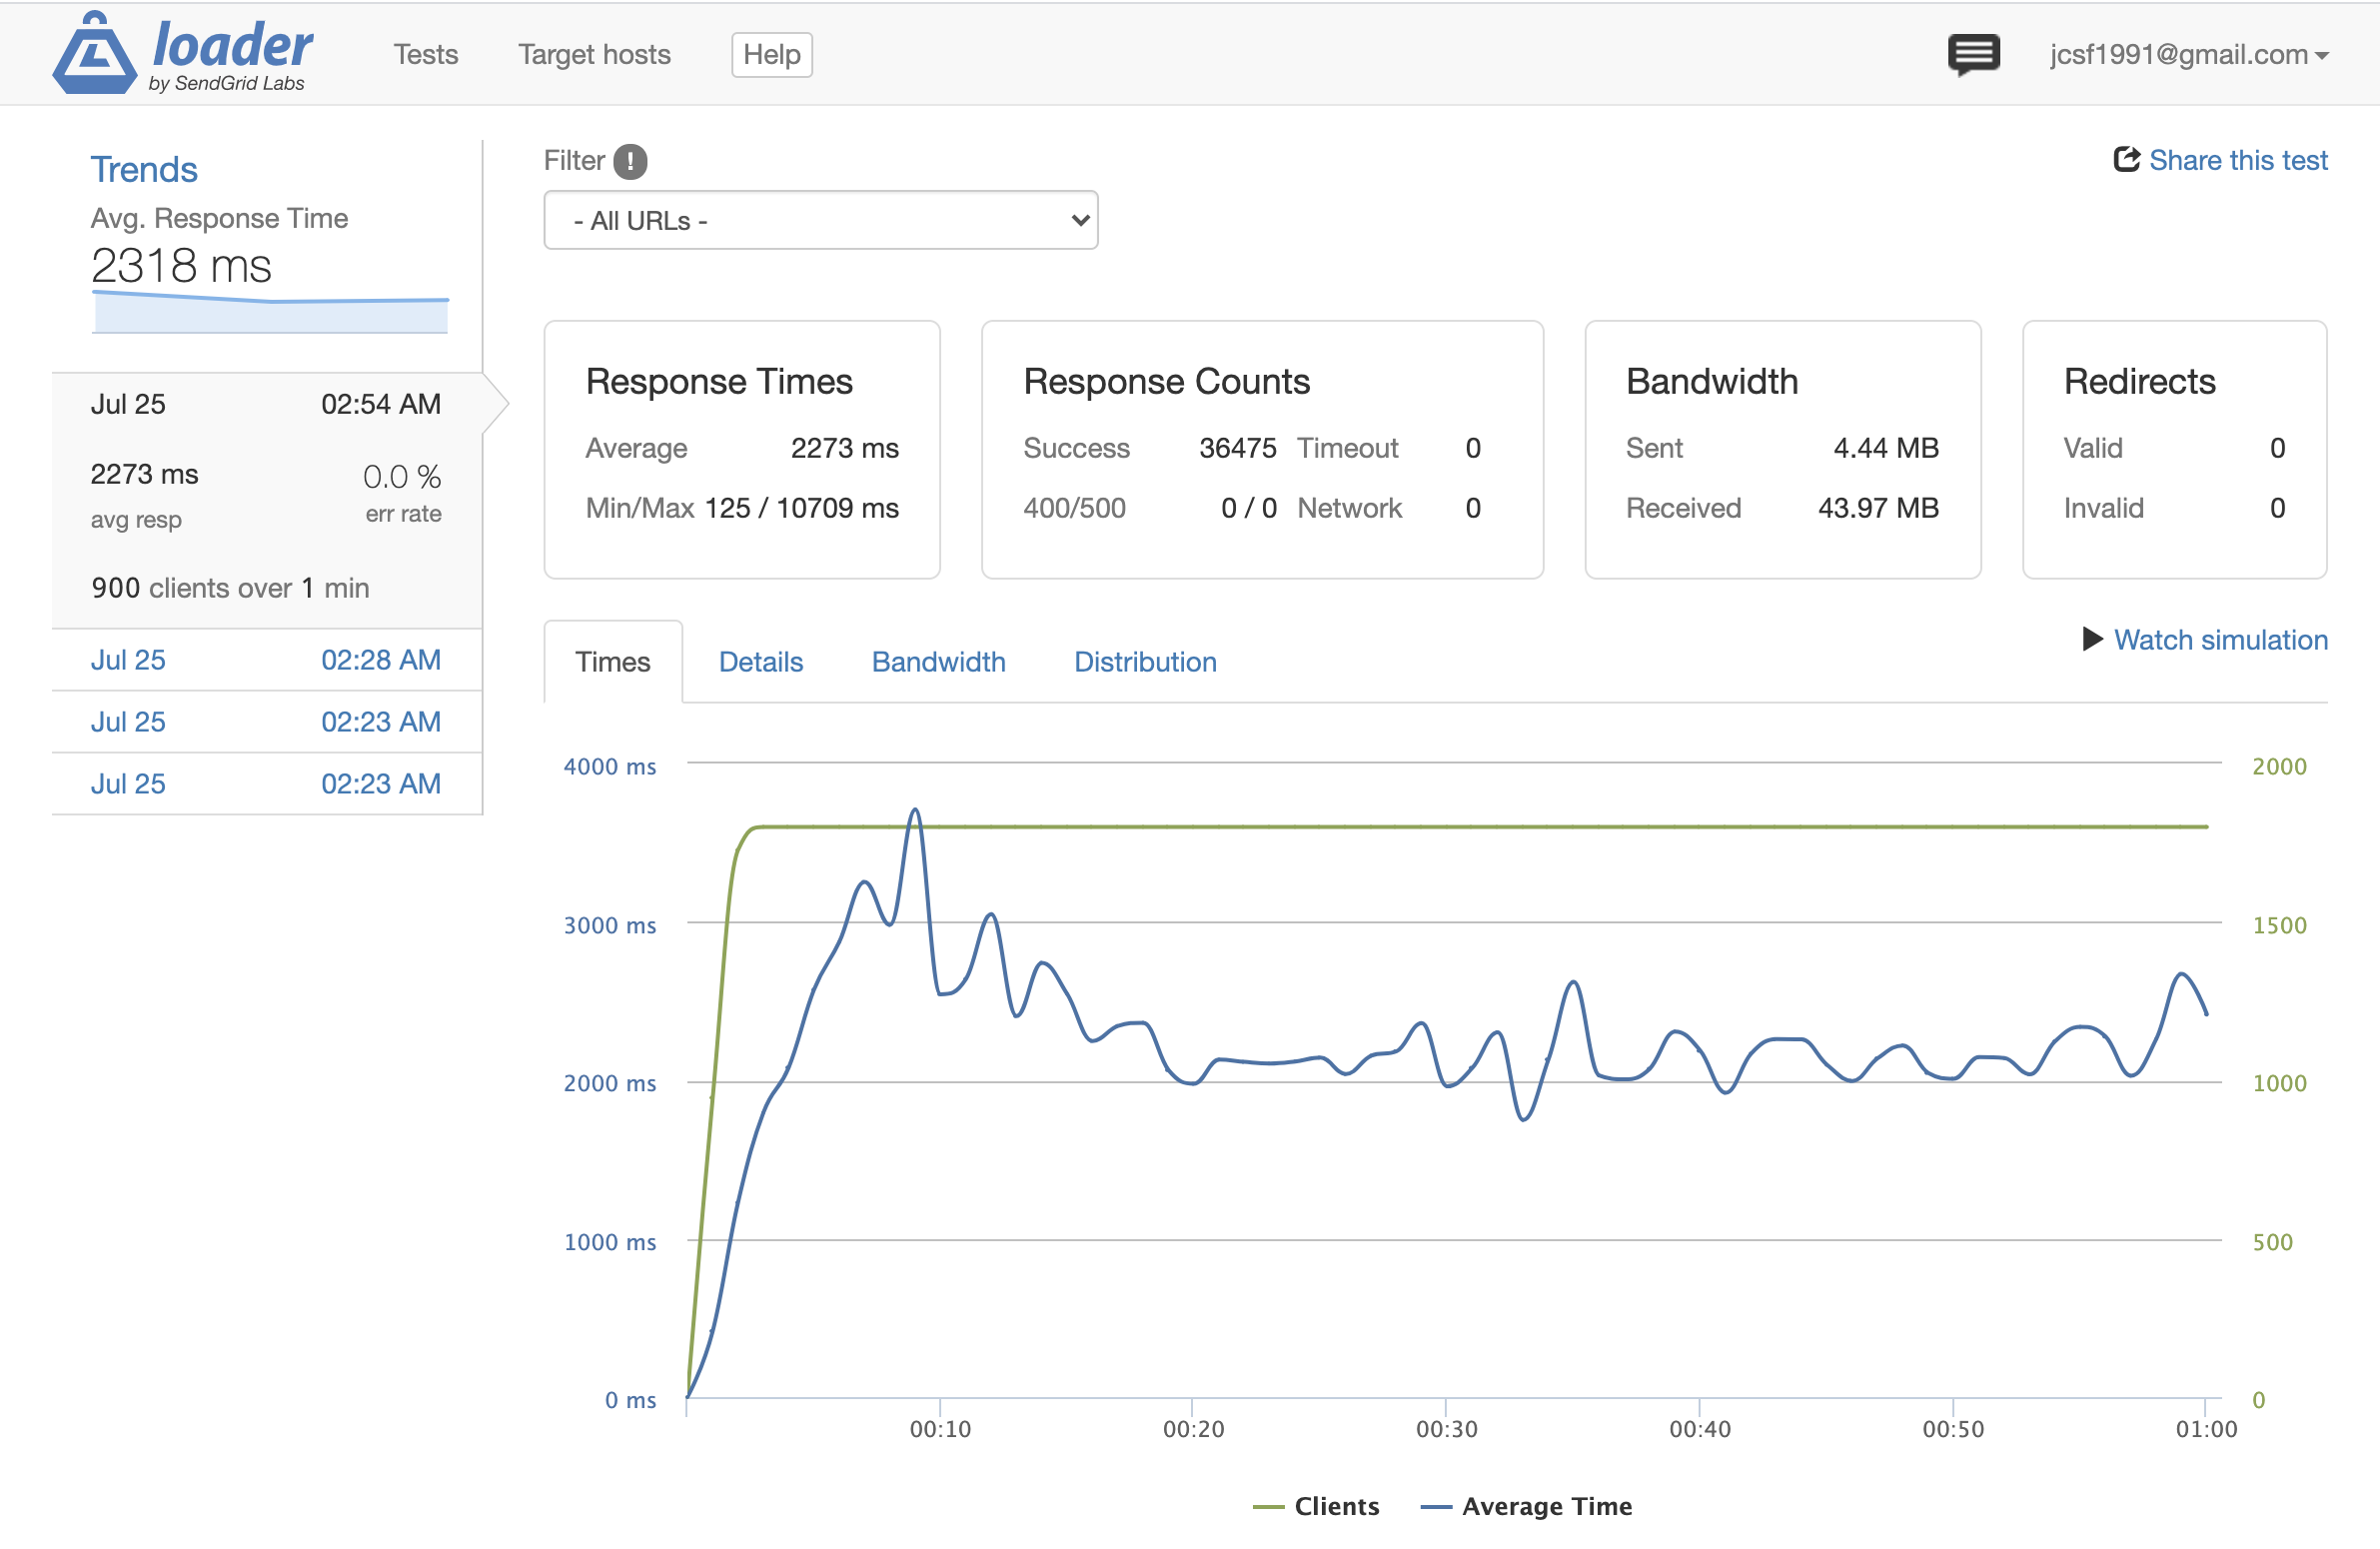 loader
by SendGrid Labs
Tests
Target hosts
Help
jcsf1991@gmail.com
Trends
Avg. Response Time
2318 ms
Jul 25 02:54 AM
2273 ms 0.0 %
avg resp err rate
900 clients over 1 min
Jul 25 02:28 AM
Jul 25 02:23 AM
Jul 25 02:23 AM
Filter !
Share this test
- All URLs -
Response Times
Average 2273 ms
Min/Max 125 / 10709 ms
Response Counts
Success 36475 Timeout 0
400/500 0 / 0 Network 0
Bandwidth
Sent 4.44 MB
Received 43.97 MB
Redirects
Valid 0
Invalid 0
Times Details Bandwidth Distribution
Watch simulation
4000 ms 2000
3000 ms 1500
2000 ms 1000
1000 ms 500
0 ms 0
00:10 00:20 00:30 00:40 00:50 01:00
Clients Average Time